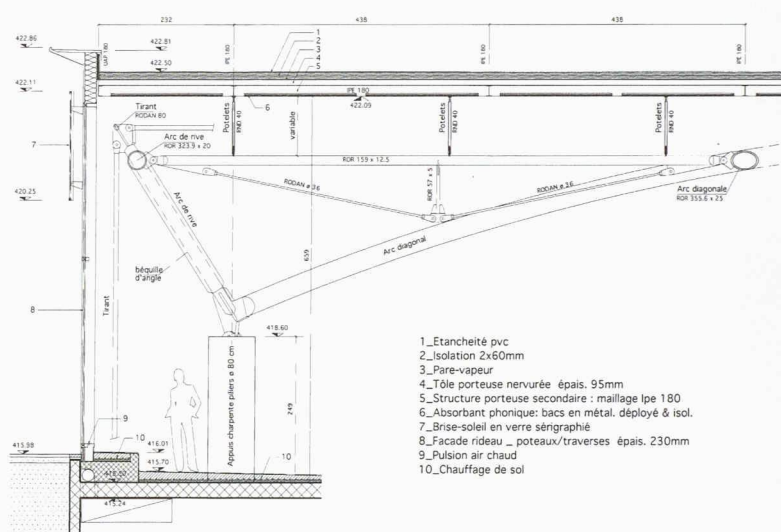 232
438
438
422.86
422.81
422.50
422.11
UAP 180
IPE 180
IPE 180
IPE 180
1
2
3
4
5
IPE 180
422.09
6
Tirant
RODAN 80
Potelets
RND 40
variable
Potelets
RND 40
Potelets
RND 40
7
Arc de rive
ROR 323.9 x 20
ROR 159 x 12.5
420.25
RODAN ø 36
ROR 57 x 5
RODAN ø 26
Arc diagonale
ROR 355.6 x 25
Arc de rive
Arc diagonal
659
béquille
d'angle
Tirant
8
418.60
Appuis charpente piliers ø 80 cm
249
9
10
415.98
416.01
415.70
10
415.24
1_Etancheité pvc
2_Isolation 2x60mm
3_Pare-vapeur
4_Tôle porteuse nervurée épais. 95mm
5_Structure porteuse secondaire : maillage Ipe 180
6_Absorbant phonique: bacs en métal. déployé & isol.
7_Brise-soleil en verre sérigraphié
8_Facade rideau _ poteaux/traverses épais. 230mm
9_Pulsion air chaud
10_Chauffage de sol